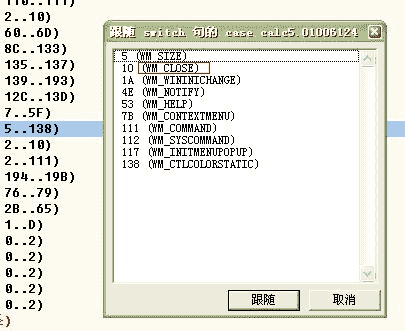 110...111)
2..10)
60..6D)
8C..133)
135..137)
139..193)
12C..13D)
7..5F)
5..138)
2..10)
2..111)
194..19B)
76..79)
2B..65)
1..D)
0..2)
0..2)
0..2)
0..2)
0..2)
跟随 switch 句的 case calc5.01006124
5 (WM_SIZE)
10 (WM_CLOSE)
1A (WM_WININICHANGE)
4E (WM_NOTIFY)
53 (WM_HELP)
7B (WM_CONTEXTMENU)
111 (WM_COMMAND)
112 (WM_SYSCOMMAND)
117 (WM_INITMENUPOPUP)
138 (WM_CTLCOLORSTATIC)
跟随
取消